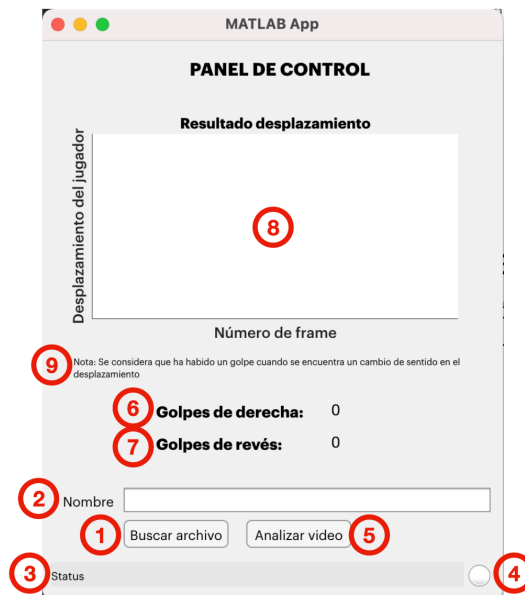 MATLAB App
PANEL DE CONTROL
Resultado desplazamiento
Desplazamiento del jugador
8
Número de frame
9 Nota: Se considera que ha habido un golpe cuando se encuentra un cambio de sentido en el
desplazamiento
6 Golpes de derecha: 0
7 Golpes de revés: 0
2 Nombre
1 Buscar archivo Analizar video 5
3 Status 4